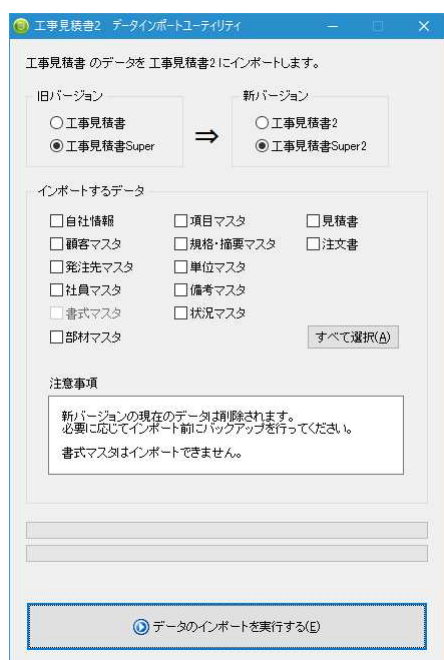 工事見積書2 データインポートユーティリティ
工事見積書 のデータを 工事見積書2 にインポートします。
旧バージョン
工事見積書
工事見積書Super
⇒
新バージョン
工事見積書2
工事見積書Super2
インポートするデータ
自社情報
顧客マスタ
発注先マスタ
社員マスタ
書式マスタ
部材マスタ
項目マスタ
規格・摘要マスタ
単位マスタ
備考マスタ
状況マスタ
見積書
注文書
すべて選択(A)
注意事項
新バージョンの現在のデータは削除されます。
必要に応じてインポート前にバックアップを行ってください。
書式マスタはインポートできません。
データのインポートを実行する(E)